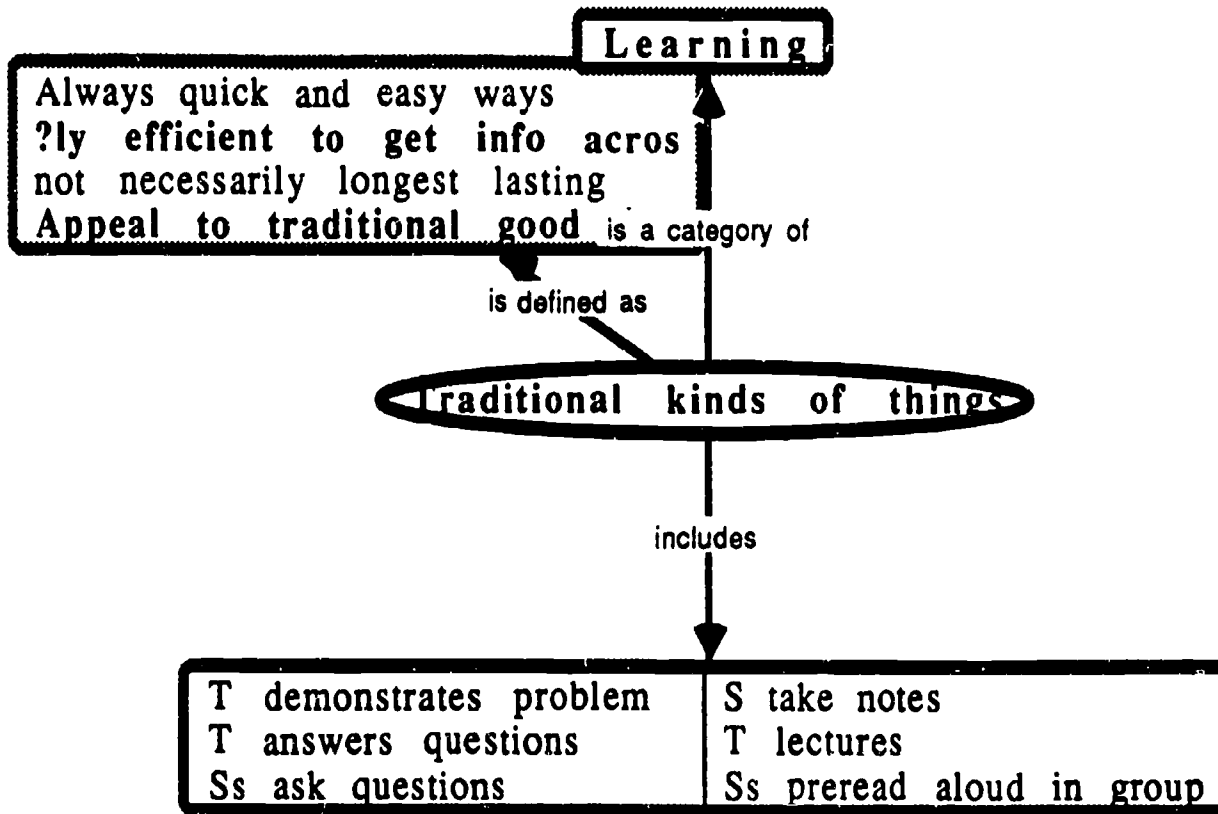 Learning
Always quick and easy ways
?ly efficient to get info acros
not necessarily longest lasting
Appeal to traditional good
is a category of
is defined as
Traditional kinds of things
includes
T demonstrates problem
T answers questions
Ss ask questions
S take notes
T lectures
Ss preread aloud in group